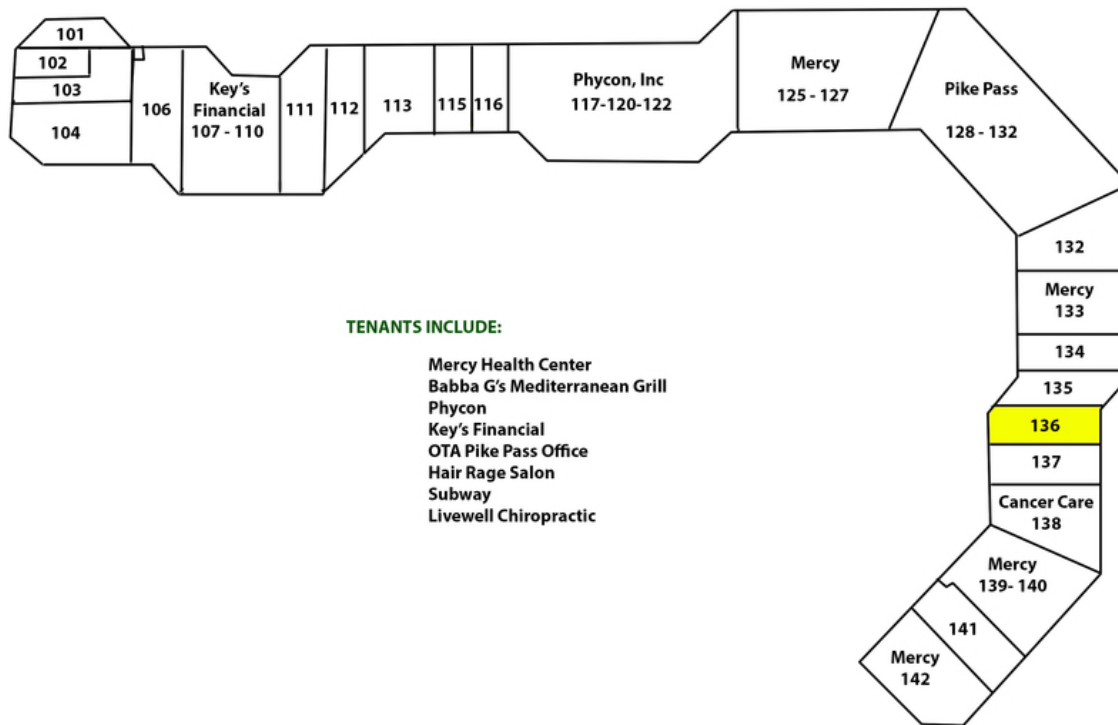 101
102
103
104
106
Key's
Financial
107 - 110
111
112
113
115
116
Phycon, Inc
117-120-122
Mercy
125 - 127
Pike Pass
128 - 132
132
Mercy
133
134
135
136
137
Cancer Care
138
Mercy
139- 140
141
Mercy
142
TENANTS INCLUDE:
Mercy Health Center
Babba G's Mediterranean Grill
Phycon
Key's Financial
OTA Pike Pass Office
Hair Rage Salon
Subway
Livewell Chiropractic